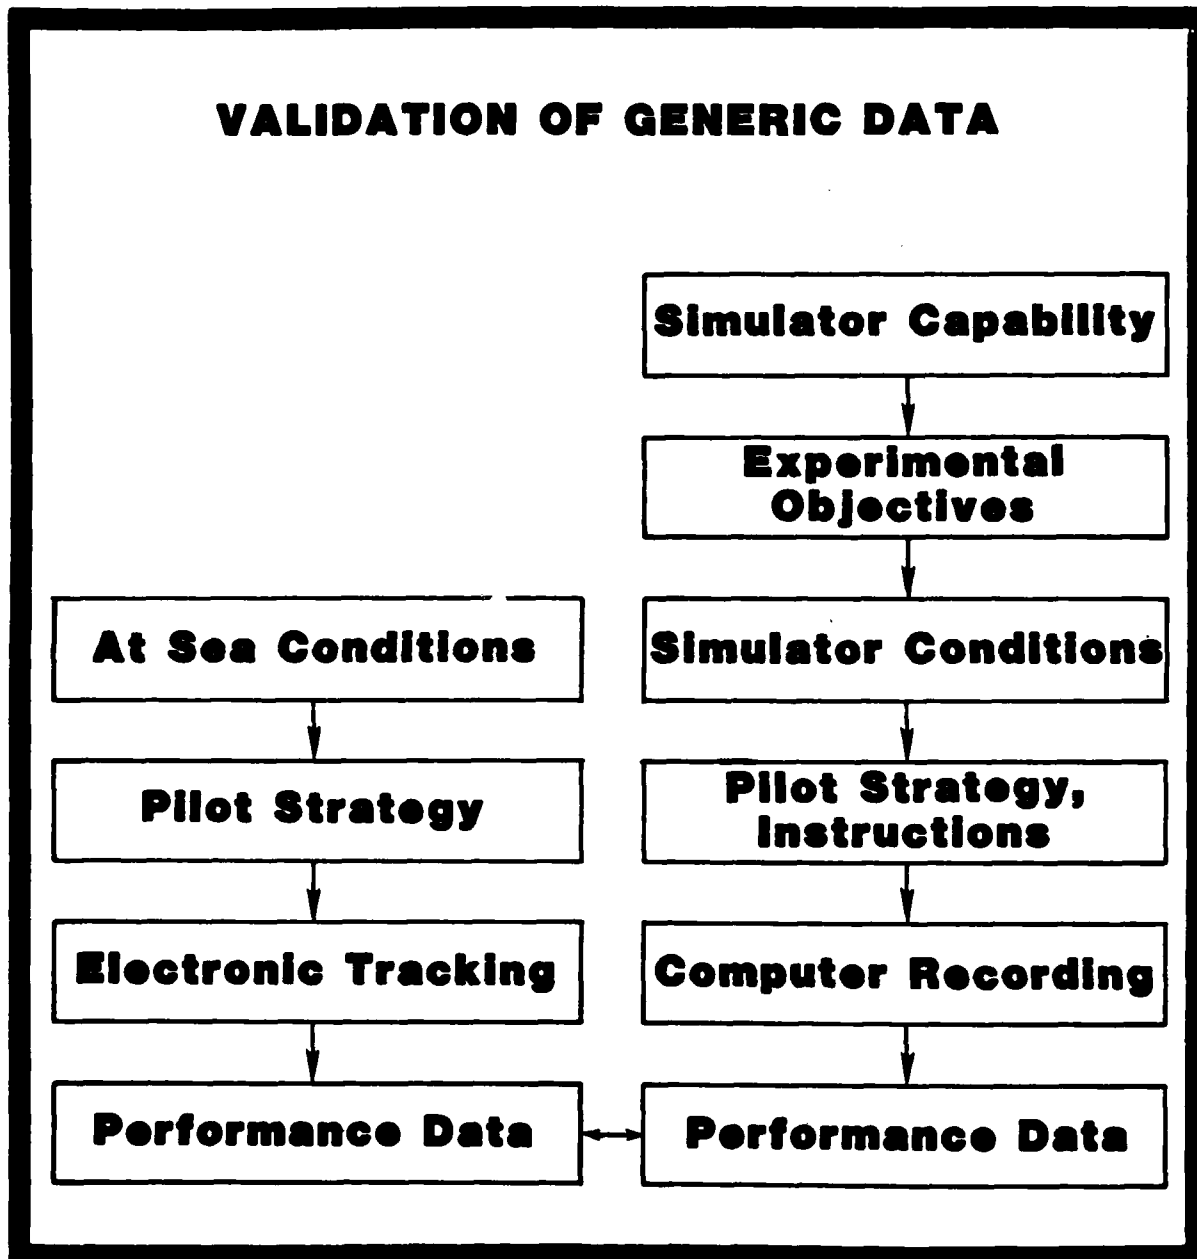 VALIDATION OF GENERIC DATA
Simulator Capability
Experimental
Objectives
At Sea Conditions
Simulator Conditions
Pilot Strategy
Pilot Strategy,
Instructions
Electronic Tracking
Computer Recording
Performance Data
Performance Data